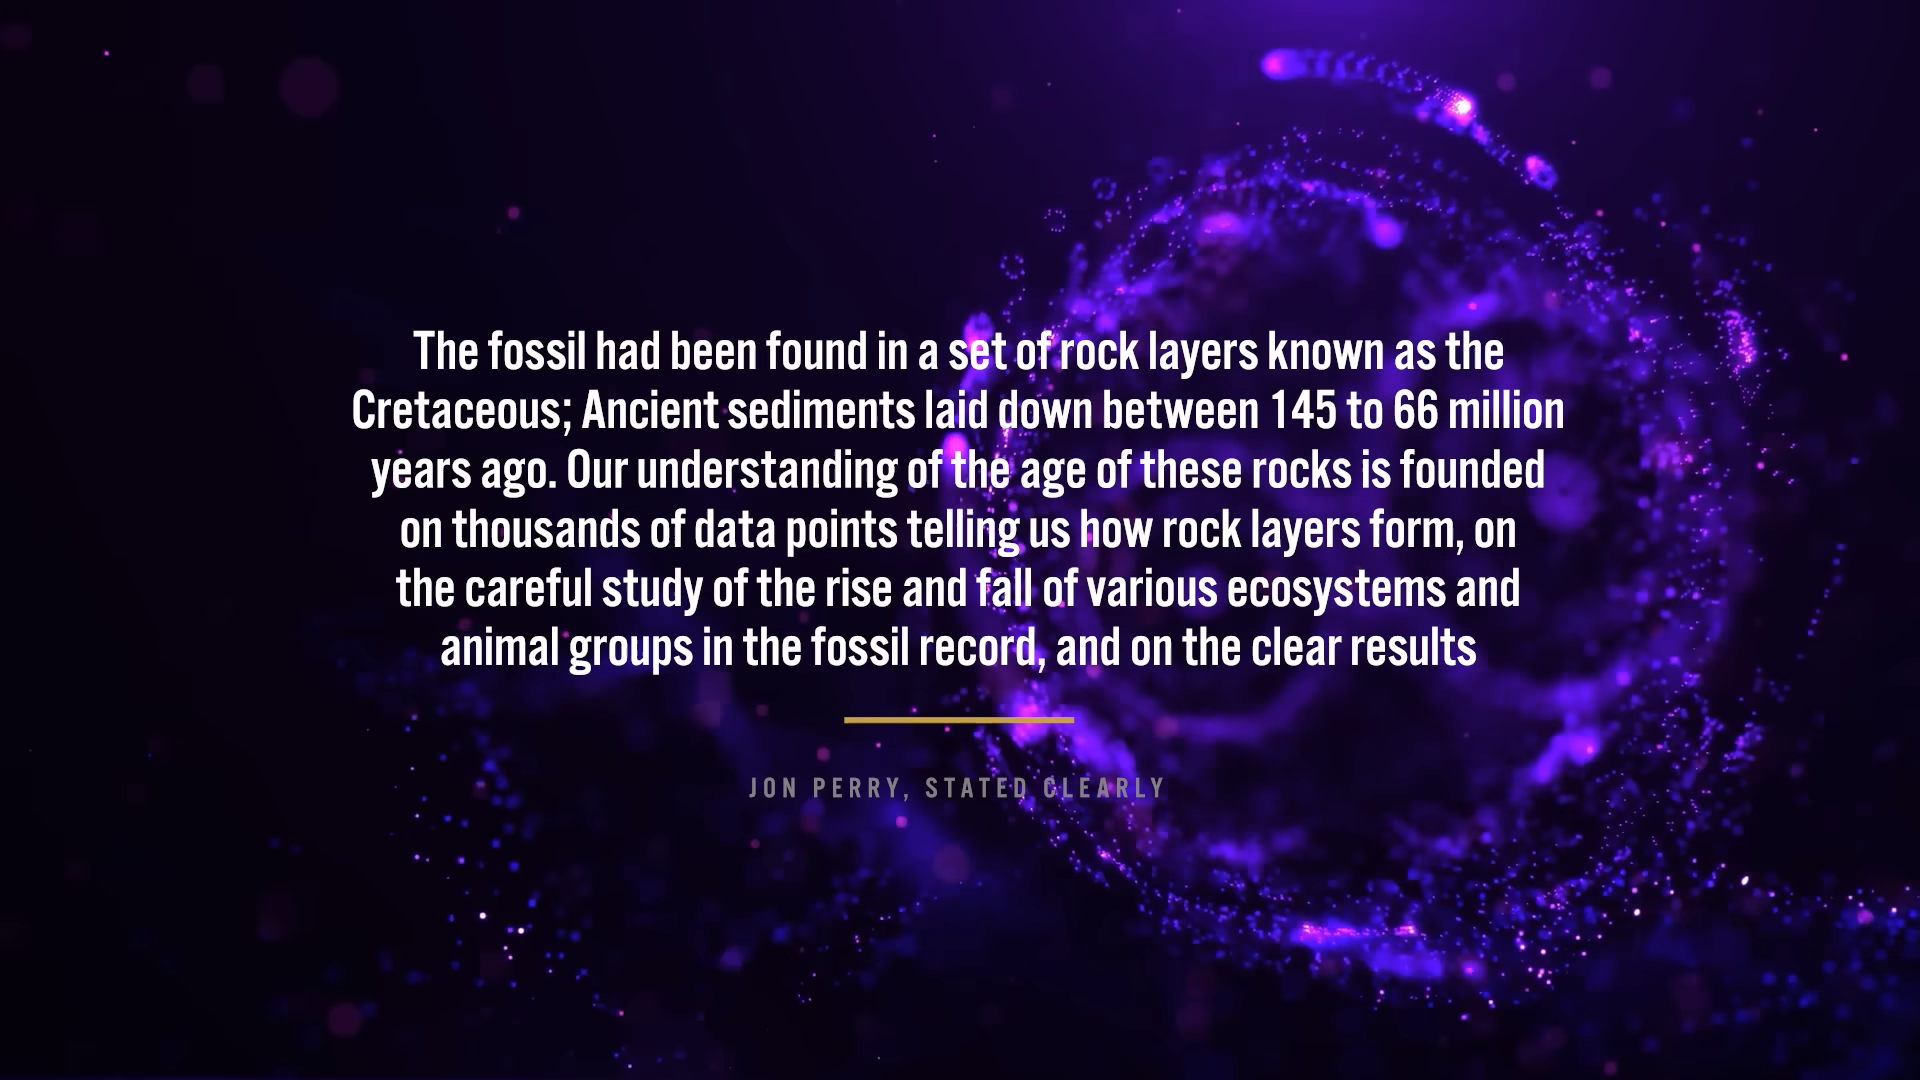 The fossil had been found in a set of rock layers known as the
Cretaceous; Ancient sediments laid down between 145 to 66 million
years ago. Our understanding of the age of these rocks is founded
on thousands of data points telling us how rock layers form, on
the careful study of the rise and fall of various ecosystems and
animal groups in the fossil record, and on the clear results
JON PERRY, STATED CLEARLY